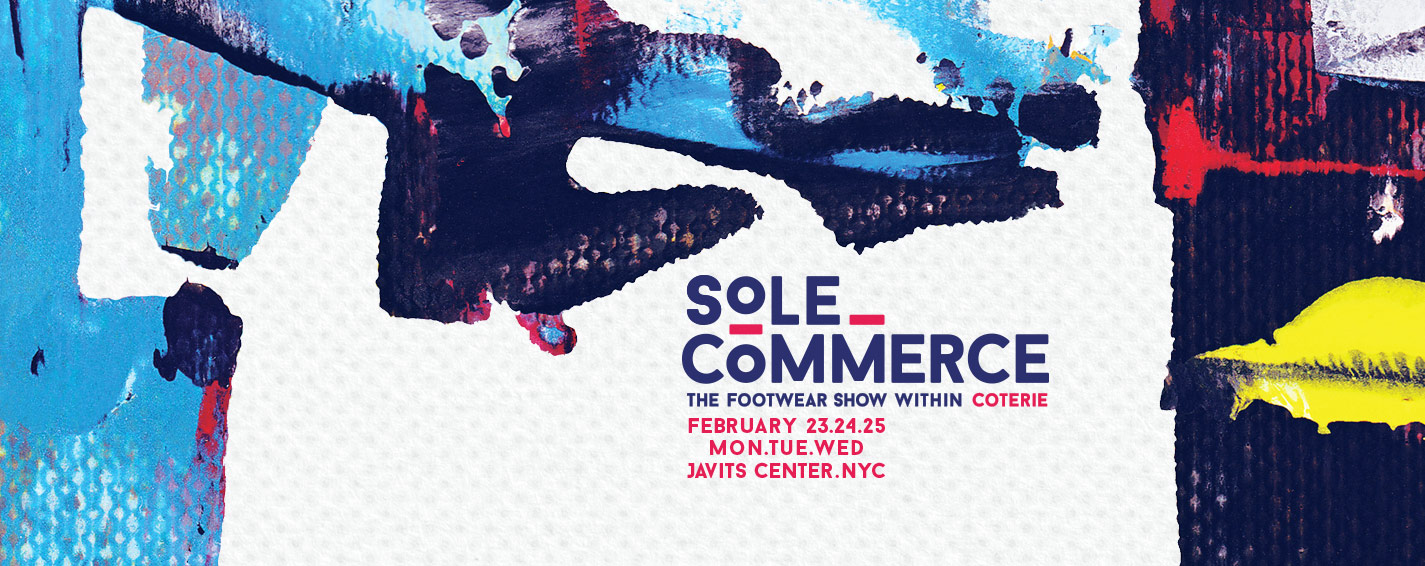 SoLE
CoMMERCE
THE FOOTWEAR SHOW WITHIN COTERIE
FEBRUARY 23.24.25
MON.TUE.WED
JAVITS CENTER.NYC